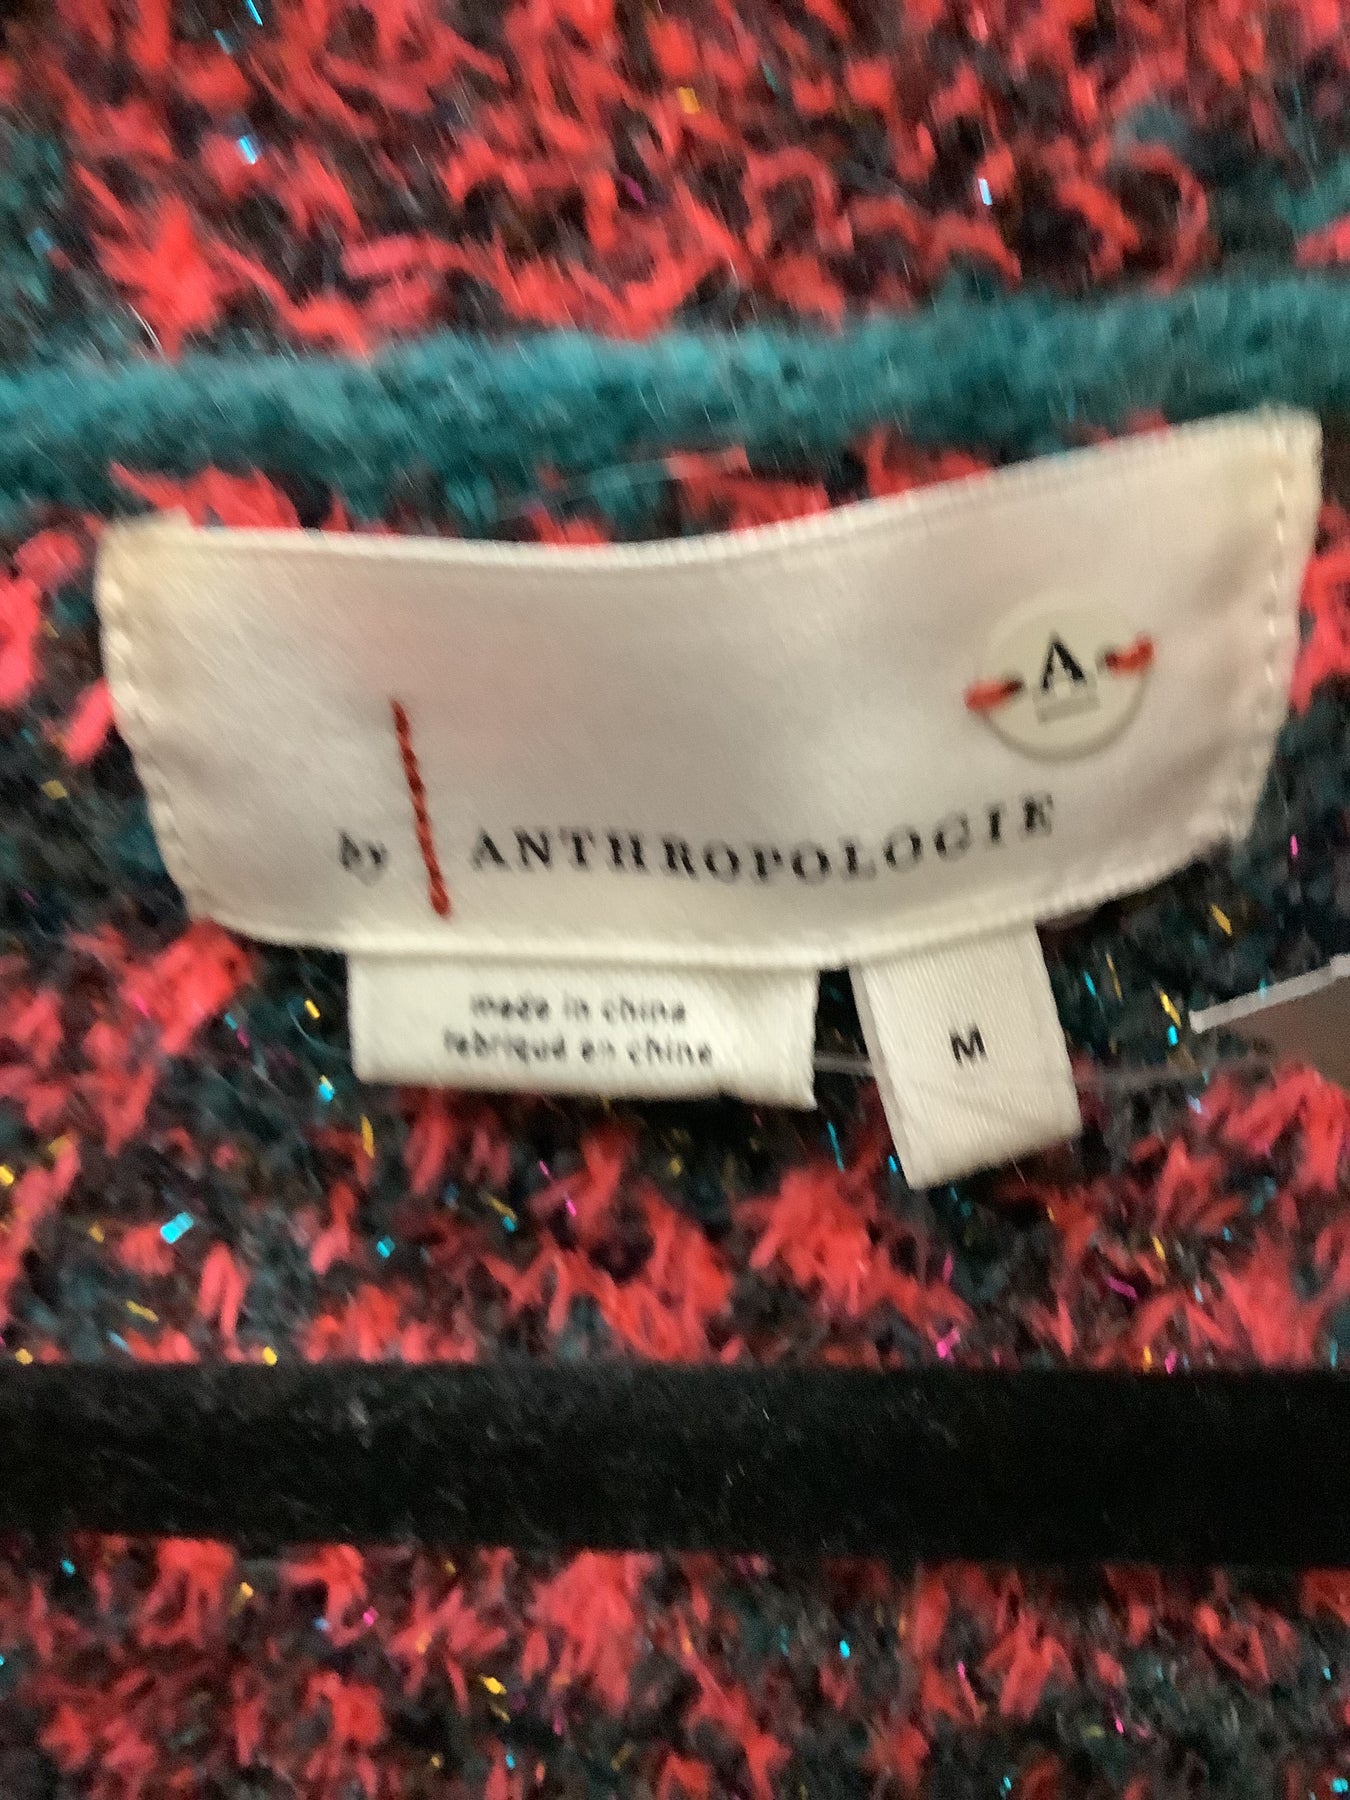 A
by ANTHROPOLOGIE
made in china
fabriqué en chine
M